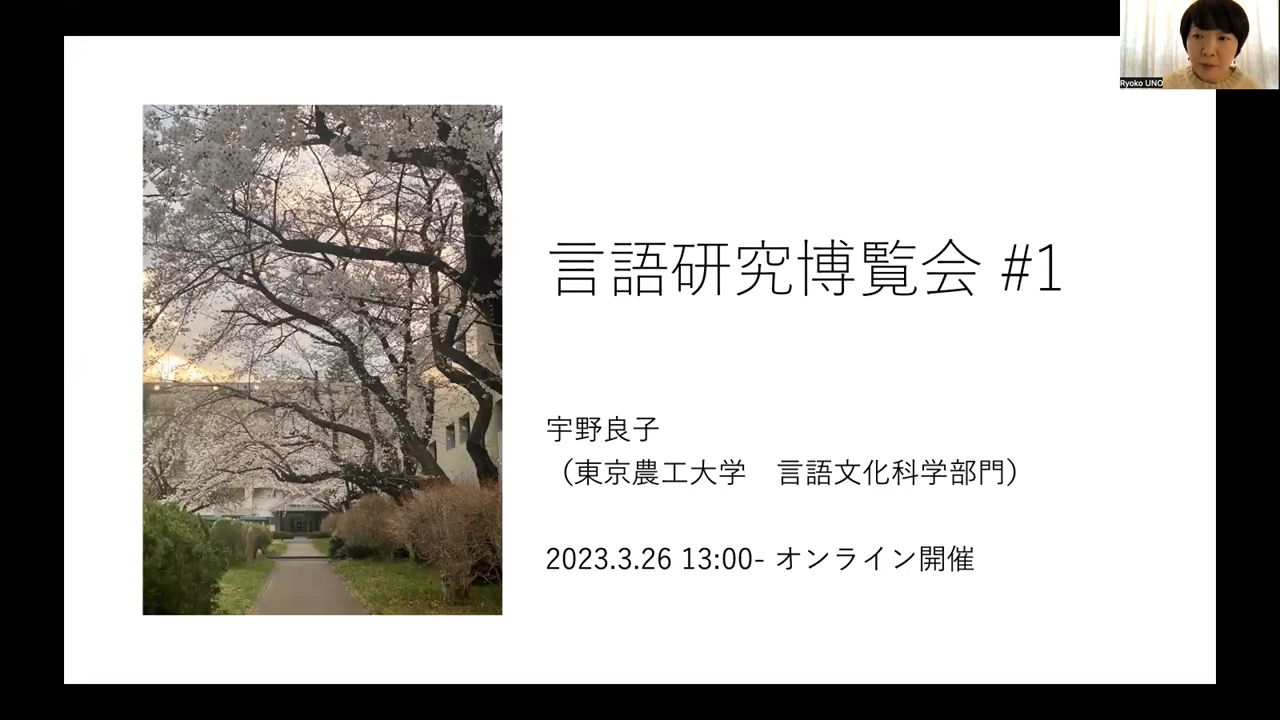 Ryoko UNO
言語研究博覧会 #1
宇野良子
（東京農工大学　言語文化科学部門）
2023.3.26 13:00- オンライン開催